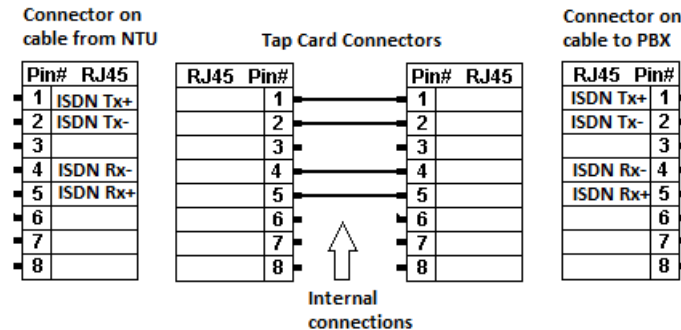 Connector on
cable from NTU
Tap Card Connectors
Connector on
cable to PBX
Pin# RJ45
1 ISDN Tx+
2 ISDN Tx-
3
4 ISDN Rx-
5 ISDN Rx+
6
7
8
RJ45 Pin#
1
2
3
4
5
6
7
8
Pin# RJ45
1
2
3
4
5
6
7
8
RJ45 Pin#
ISDN Tx+ 1
ISDN Tx- 2
3
ISDN Rx- 4
ISDN Rx+ 5
6
7
8
Internal
connections